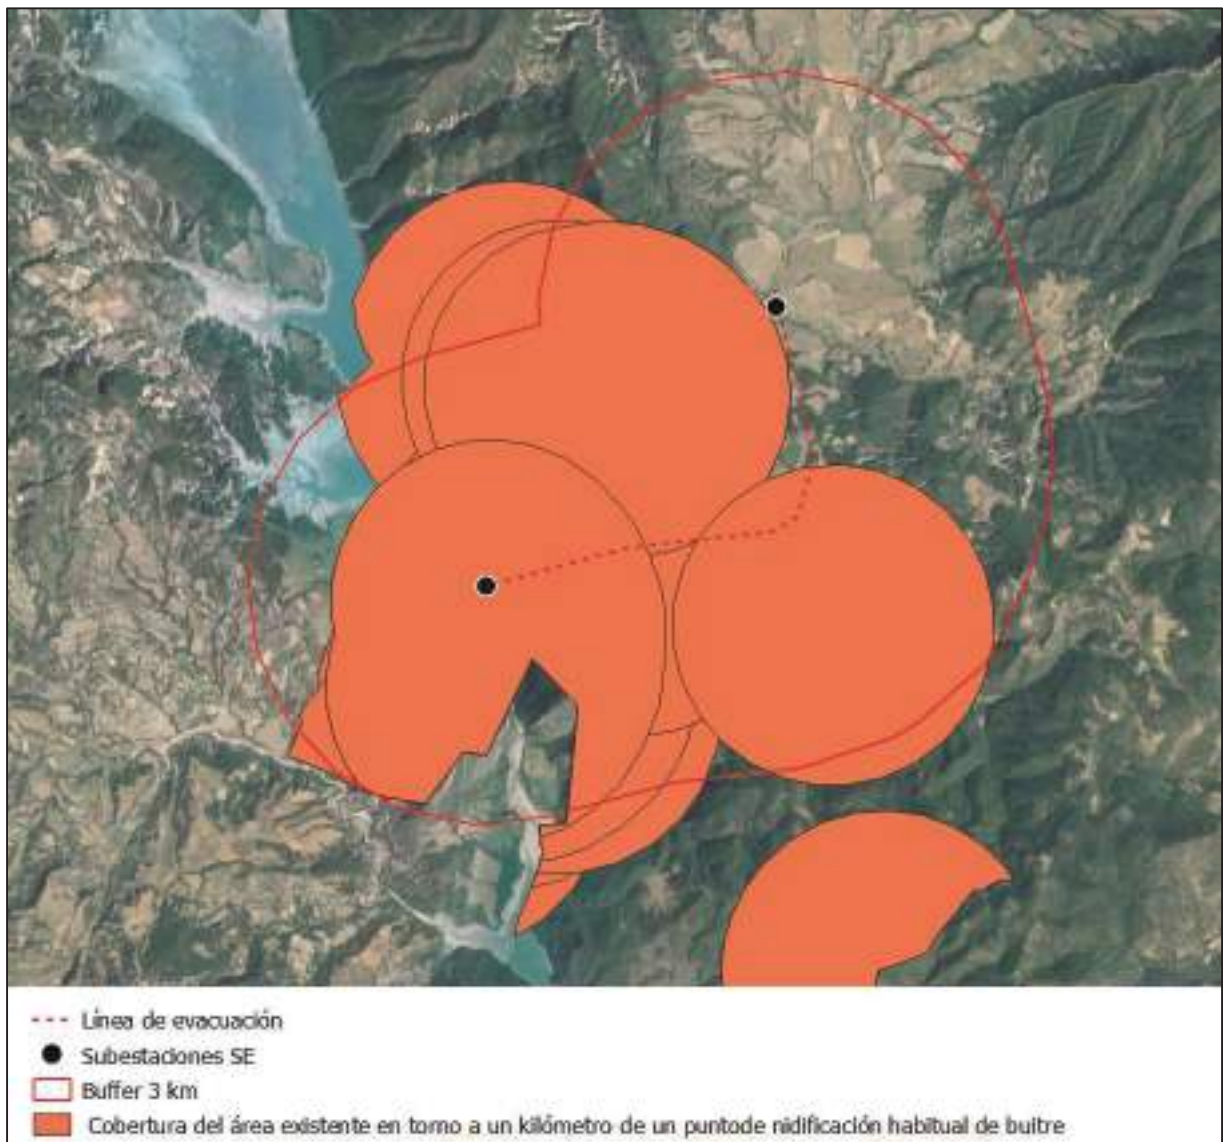 Línea de evacuación
Subestaciones SE
Buffer 3 km
Cobertura del área existente en torno a un kilómetro de un puntode nidificación habitual de buitre